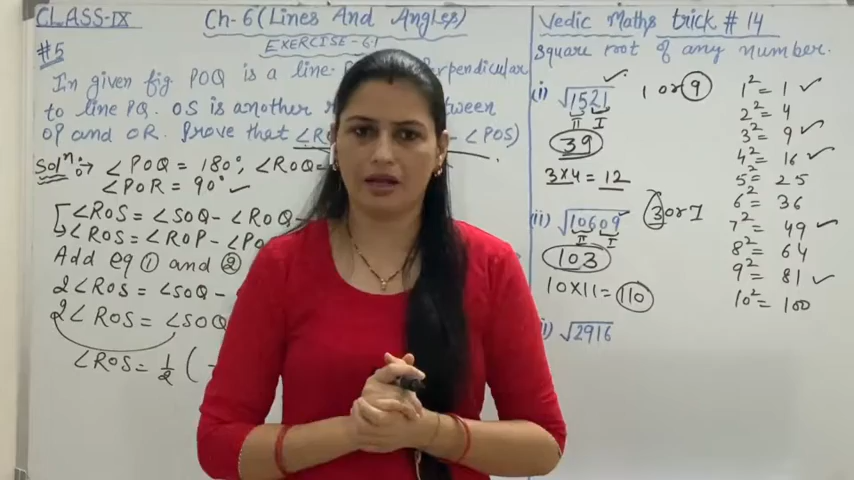 CLASS-IX
Ch-6 (Lines And Angles)
EXERCISE-6.1
#5
In given fig POQ is a line. perpendicular
to line PQ. OS is another between
OP and OR. Prove that ∠R - ∠POS)
Solⁿ:→ ∠POQ = 180°, ∠ROQ =
∠POR = 90° ✓
∠ROS = ∠SOQ - ∠ROQ -
∠ROS = ∠ROP - ∠P
Add eq ① and ②
2∠ROS = ∠SOQ -
2∠ROS = ∠SOQ
∠ROS = 1/2 (
Vedic Maths trick # 14
Square root of any number.
(i) √1521 ✓ 1 or 9
II I
39
3×4 = 12
(ii) √10609 3 or 7
II I
103
10×11 = 110
√2916
1² = 1 ✓
2² = 4
3² = 9 ✓
4² = 16 ✓
5² = 25
6² = 36
7² = 49 ✓
8² = 64
9² = 81 ✓
10² = 100